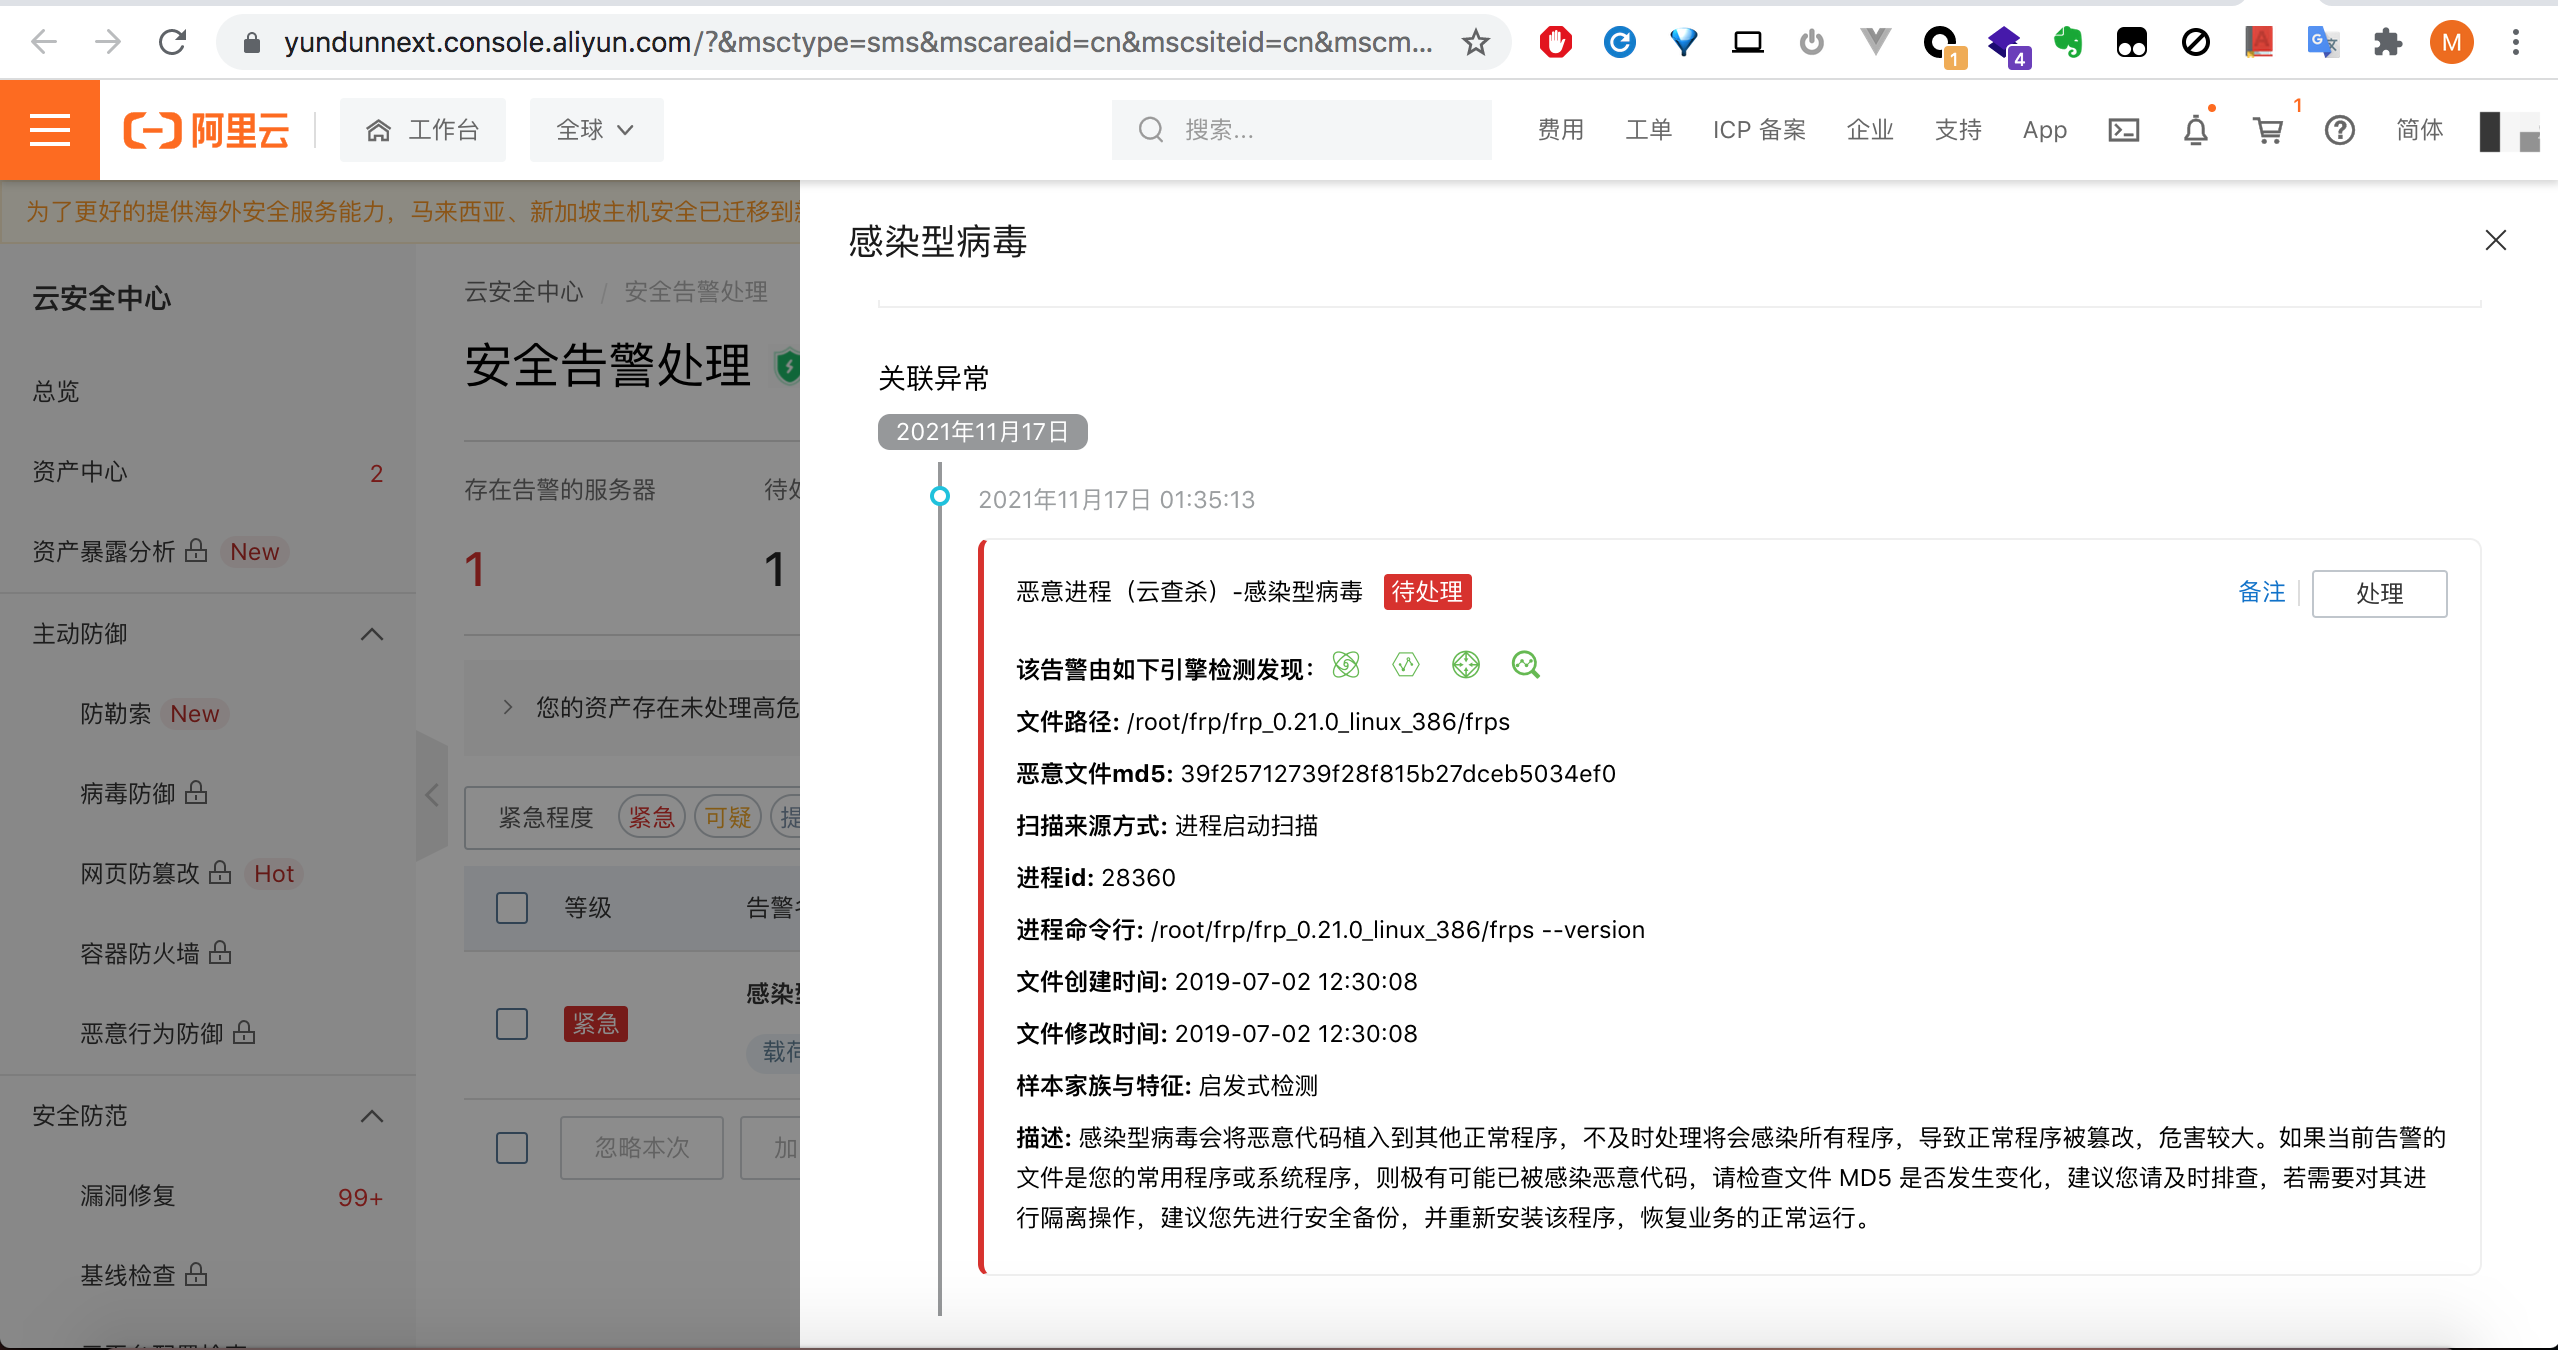 yundunnext.console.aliyun.com/?&msctype=sms&mscareaid=cn&mscsiteid=cn&mscm...
1
4
M
阿里云
工作台
全球
搜索...
费用
工单
ICP 备案
企业
支持
App
1
简体
为了更好的提供海外安全服务能力，马来西亚、新加坡主机安全已迁移到
云安全中心
总览
资产中心 2
资产暴露分析 New
主动防御
防勒索 New
病毒防御
网页防篡改 Hot
容器防火墙
恶意行为防御
安全防范
漏洞修复 99+
基线检查
云安全中心 / 安全告警处理
安全告警处理
存在告警的服务器
1
1
您的资产存在未处理高危
紧急程度 紧急 可疑
等级 告警
紧急 感染
忽略本次 加
感染型病毒
关联异常
2021年11月17日
2021年11月17日 01:35:13
恶意进程（云查杀）-感染型病毒 待处理
备注
处理
该告警由如下引擎检测发现：
文件路径: /root/frp/frp_0.21.0_linux_386/frps
恶意文件md5: 39f25712739f28f815b27dceb5034ef0
扫描来源方式: 进程启动扫描
进程id: 28360
进程命令行: /root/frp/frp_0.21.0_linux_386/frps --version
文件创建时间: 2019-07-02 12:30:08
文件修改时间: 2019-07-02 12:30:08
样本家族与特征: 启发式检测
描述: 感染型病毒会将恶意代码植入到其他正常程序，不及时处理将会感染所有程序，导致正常程序被篡改，危害较大。如果当前告警的
文件是您的常用程序或系统程序，则极有可能已被感染恶意代码，请检查文件 MD5 是否发生变化，建议您请及时排查，若需要对其进
行隔离操作，建议您先进行安全备份，并重新安装该程序，恢复业务的正常运行。